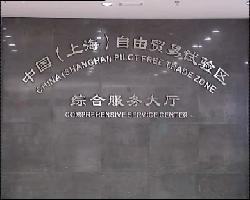 中国（上海）自由贸易试验区
CHINA (SHANGHAI) PILOT FREE TRADE ZONE
综合服务大厅
COMPREHENSIVE SERVICE CENTER